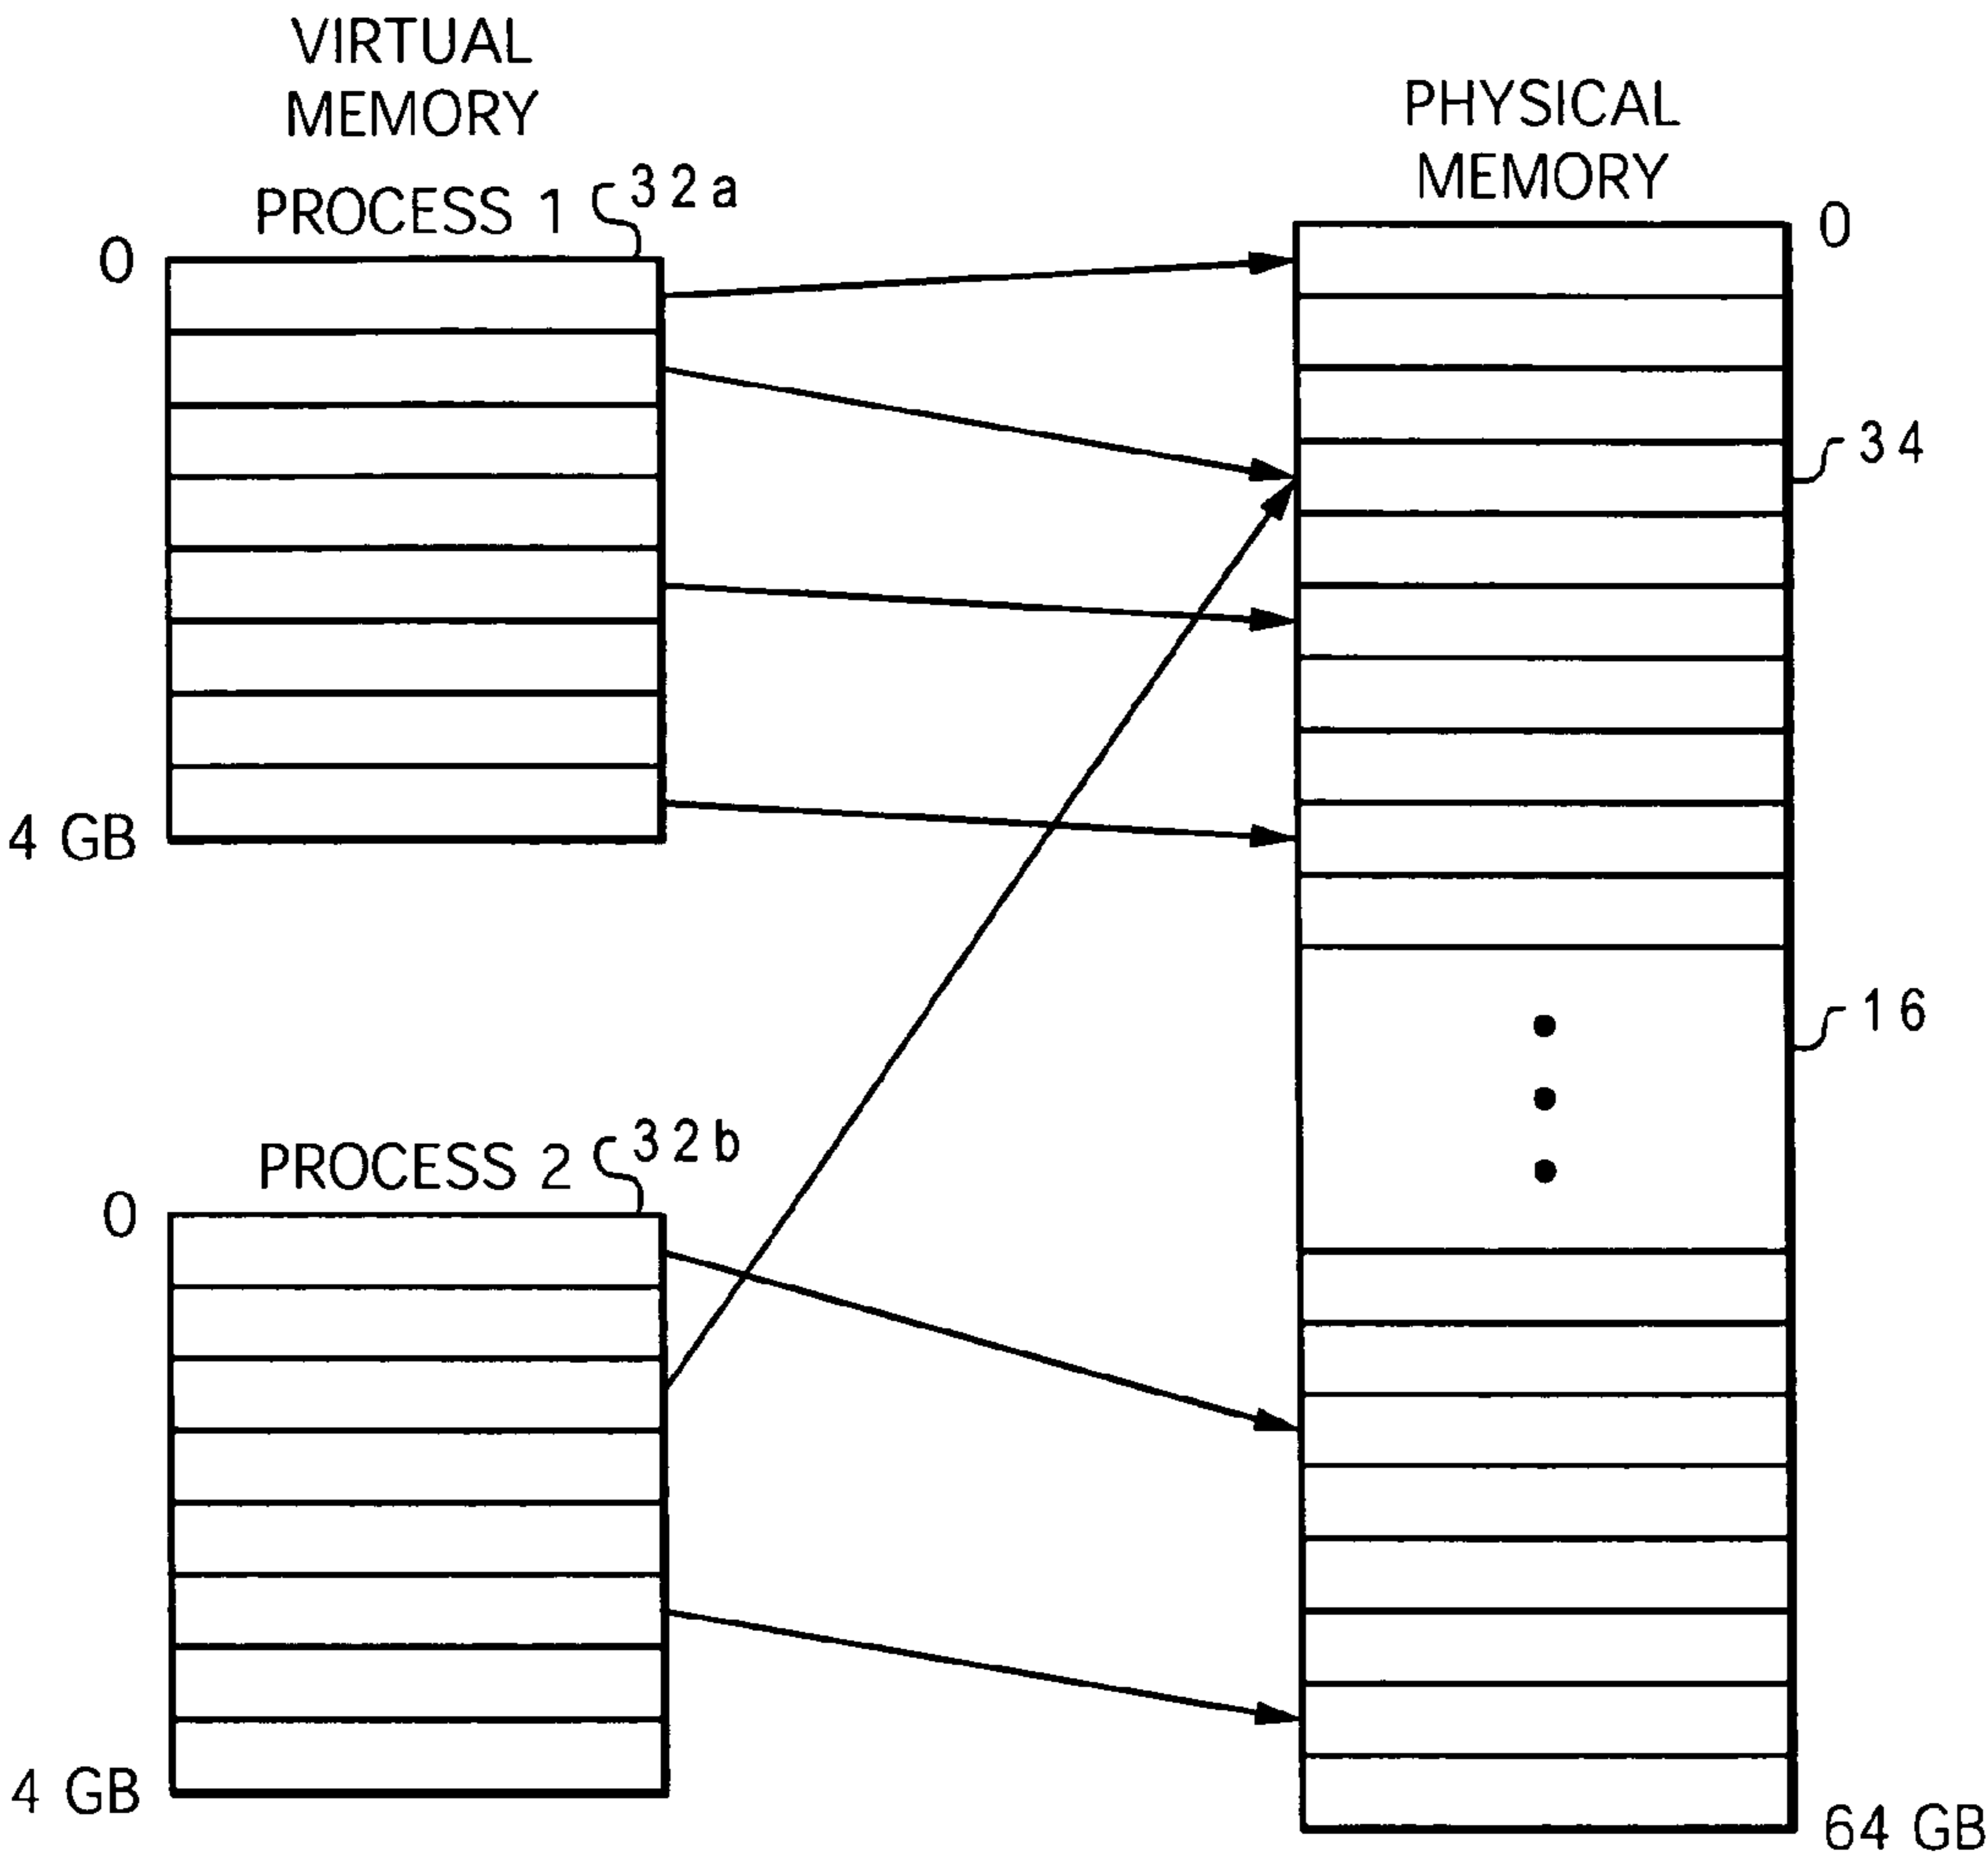 VIRTUAL
MEMORY
PROCESS 1
32a
0
4 GB
PROCESS 2
32b
0
4 GB
PHYSICAL
MEMORY
0
34
16
64 GB